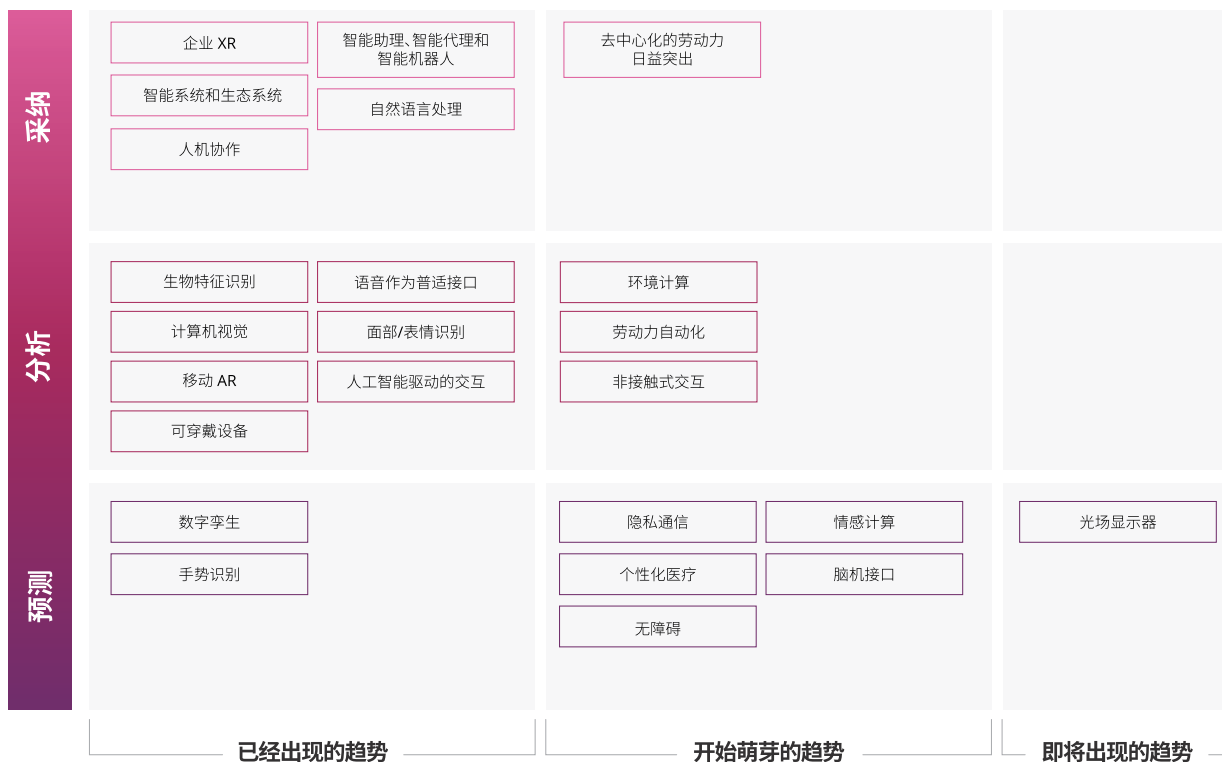 采纳
企业 XR
智能助理、智能代理和
智能机器人
智能系统和生态系统
自然语言处理
人机协作
去中心化的劳动力
日益突出
分析
生物特征识别
语音作为普适接口
计算机视觉
面部/表情识别
移动 AR
人工智能驱动的交互
可穿戴设备
环境计算
劳动力自动化
非接触式交互
预测
数字孪生
手势识别
隐私通信
情感计算
个性化医疗
脑机接口
无障碍
光场显示器
已经出现的趋势
开始萌芽的趋势
即将出现的趋势